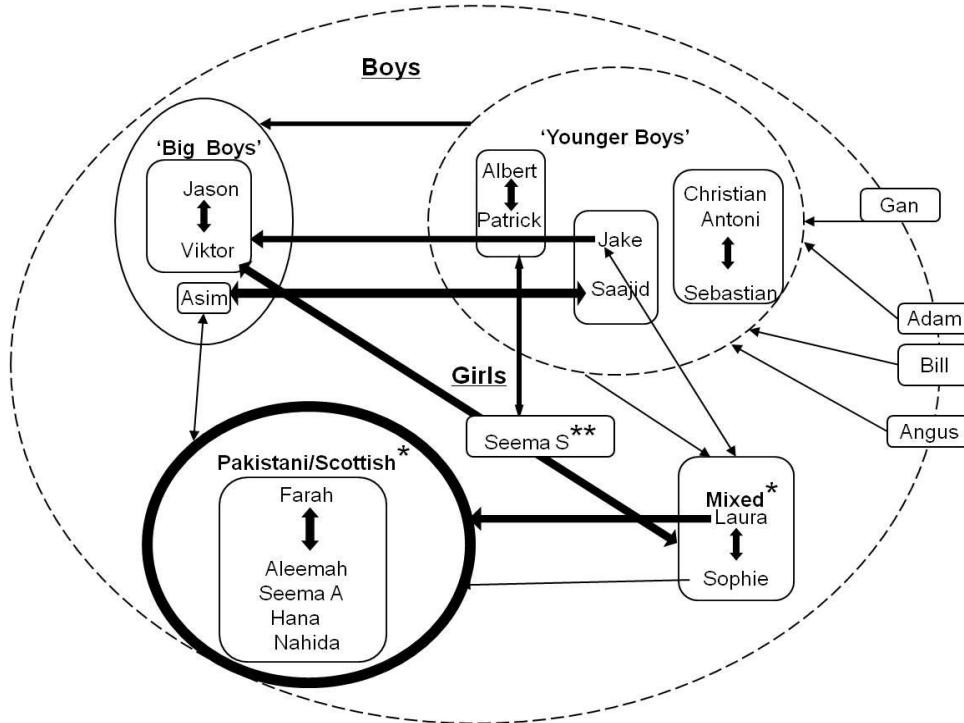 Boys
'Big Boys'
Jason
Viktor
Asim
'Younger Boys'
Albert
Patrick
Jake
Saajid
Christian
Antoni
Sebastian
Gan
Adam
Bill
Angus
Girls
Seema S**
Pakistani/Scottish*
Farah
Aleemah
Seema A
Hana
Nahida
Mixed*
Laura
Sophie